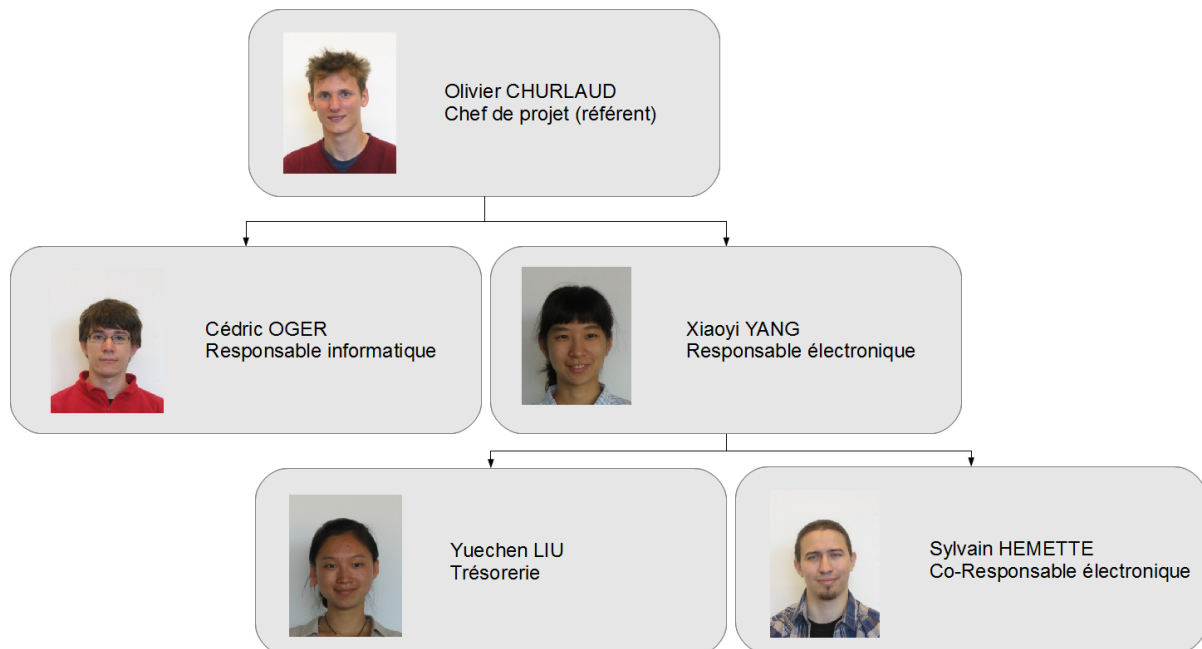 Olivier CHURLAUD
Chef de projet (référent)
Cédric OGER
Responsable informatique
Xiaoyi YANG
Responsable électronique
Yuechen LIU
Trésorerie
Sylvain HEMETTE
Co-Responsable électronique